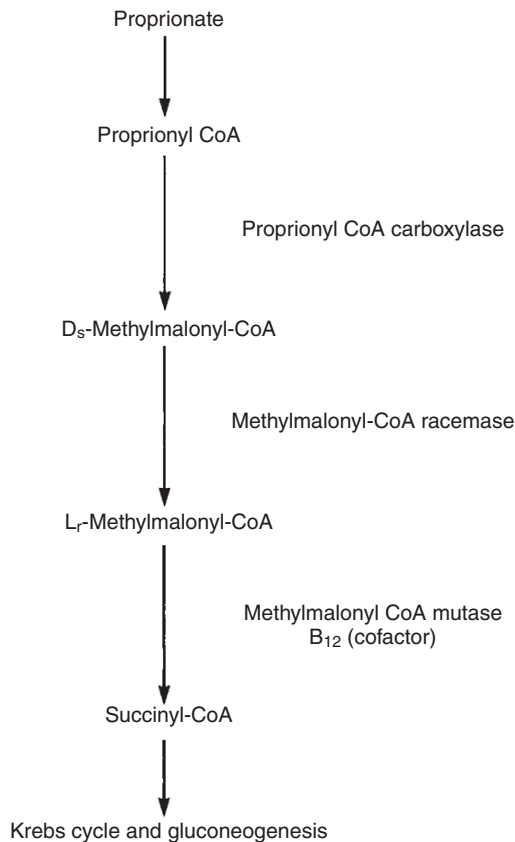 Proprionate
Proprionyl CoA
Proprionyl CoA carboxylase
Dₛ-Methylmalonyl-CoA
Methylmalonyl-CoA racemase
Lᵣ-Methylmalonyl-CoA
Methylmalonyl CoA mutase
B₁₂ (cofactor)
Succinyl-CoA
Krebs cycle and gluconeogenesis